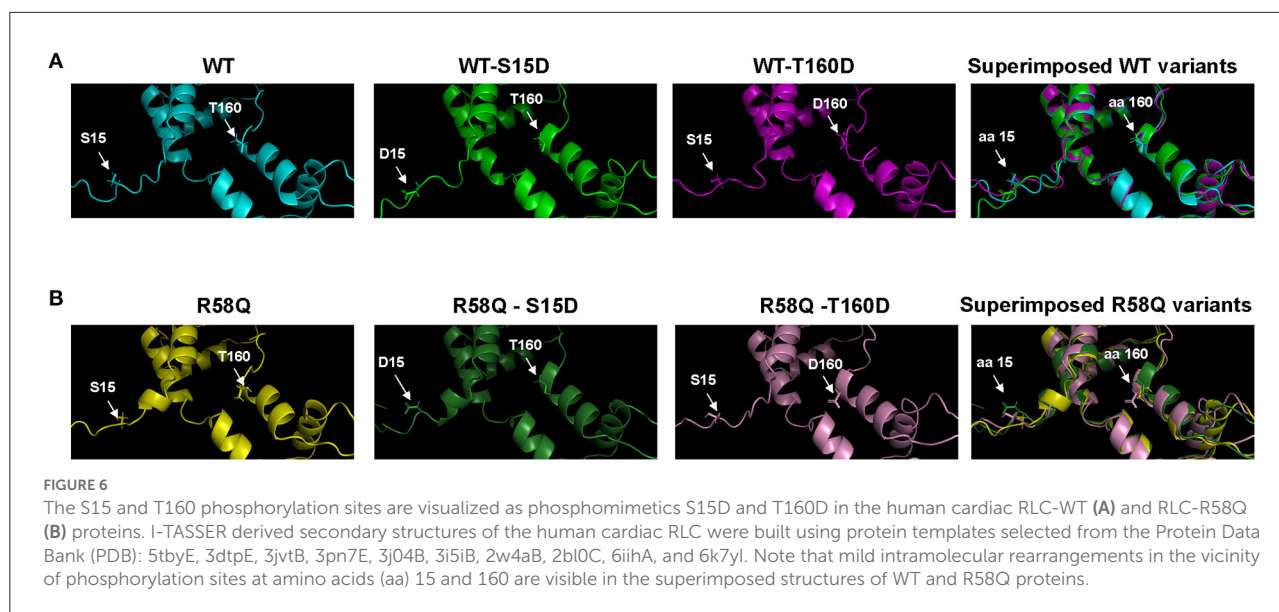 A
WT
WT-S15D
WT-T160D
Superimposed WT variants
S15
T160
D15
T160
S15
D160
aa 15
aa 160
B
R58Q
R58Q - S15D
R58Q -T160D
Superimposed R58Q variants
S15
T160
D15
T160
S15
D160
aa 15
aa 160
FIGURE 6
The S15 and T160 phosphorylation sites are visualized as phosphomimetics S15D and T160D in the human cardiac RLC-WT (A) and RLC-R58Q
(B) proteins. I-TASSER derived secondary structures of the human cardiac RLC were built using protein templates selected from the Protein Data
Bank (PDB): 5tbyE, 3dtpE, 3jvtB, 3pn7E, 3j04B, 3i5iB, 2w4aB, 2bl0C, 6iihA, and 6k7yI. Note that mild intramolecular rearrangements in the vicinity
of phosphorylation sites at amino acids (aa) 15 and 160 are visible in the superimposed structures of WT and R58Q proteins.